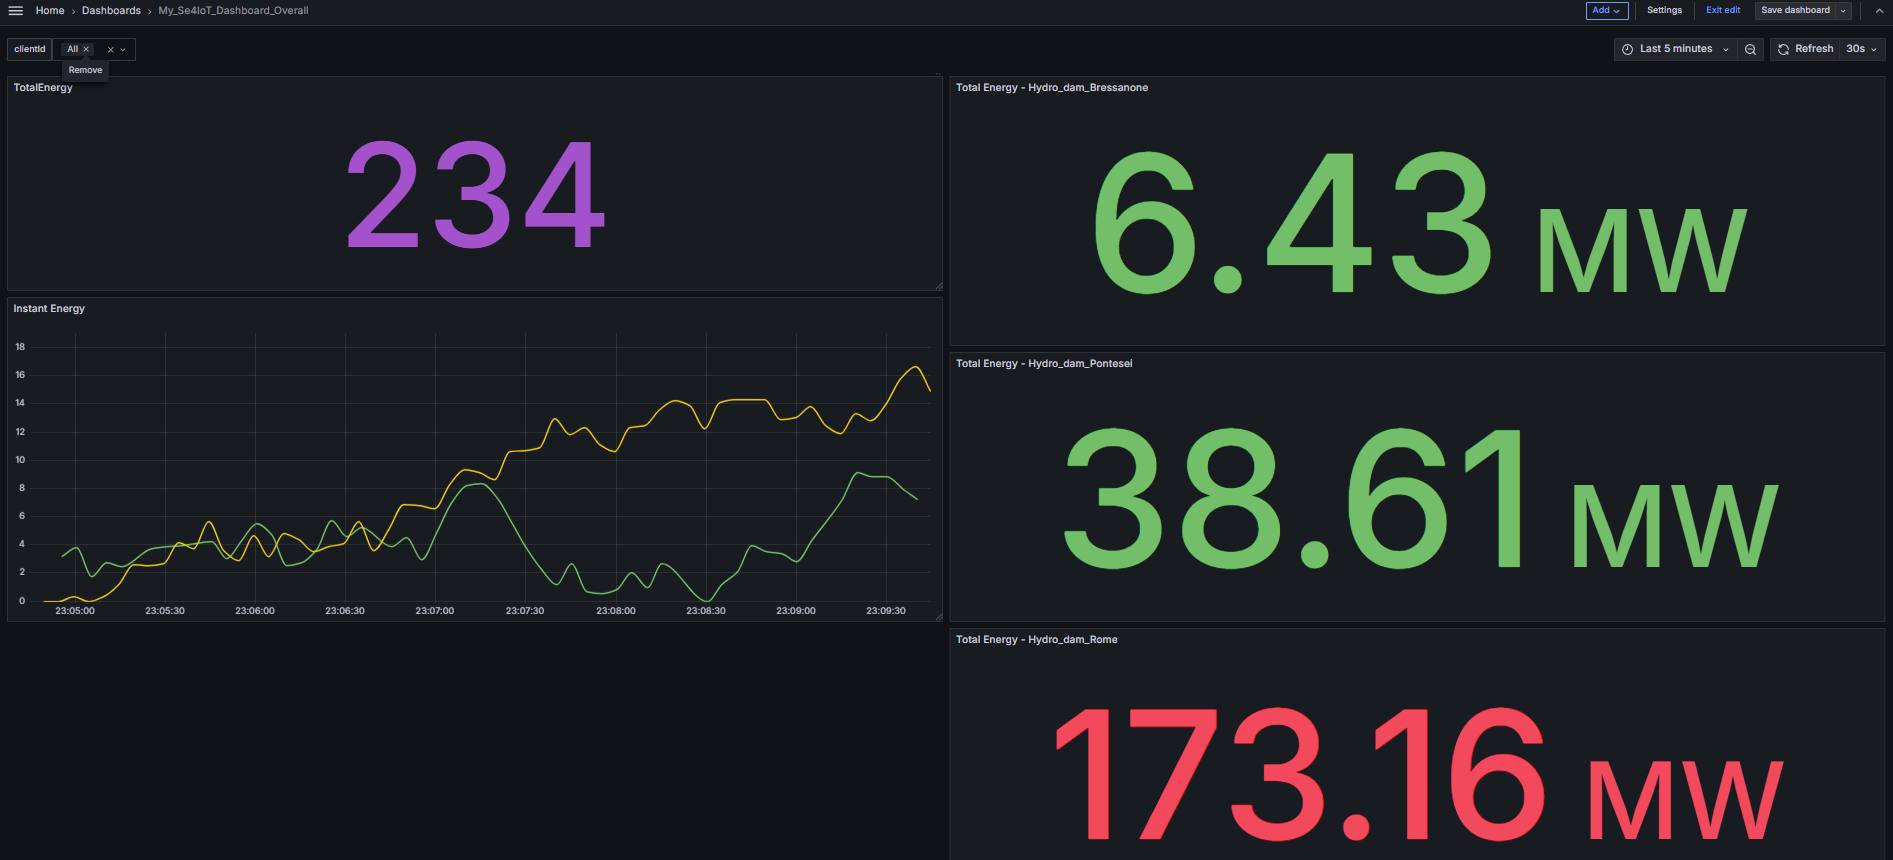 Home › Dashboards › My_Se4IoT_Dashboard_Overall
Add
Settings
Exit edit
Save dashboard
clientId
All
Remove
Last 5 minutes
Refresh
30s
TotalEnergy
234
Instant Energy
18
16
14
12
10
8
6
4
2
0
23:05:00 23:05:30 23:06:00 23:06:30 23:07:00 23:07:30 23:08:00 23:08:30 23:09:00 23:09:30
Total Energy - Hydro_dam_Bressanone
6.43 MW
Total Energy - Hydro_dam_Pontesei
38.61 MW
Total Energy - Hydro_dam_Rome
173.16 MW